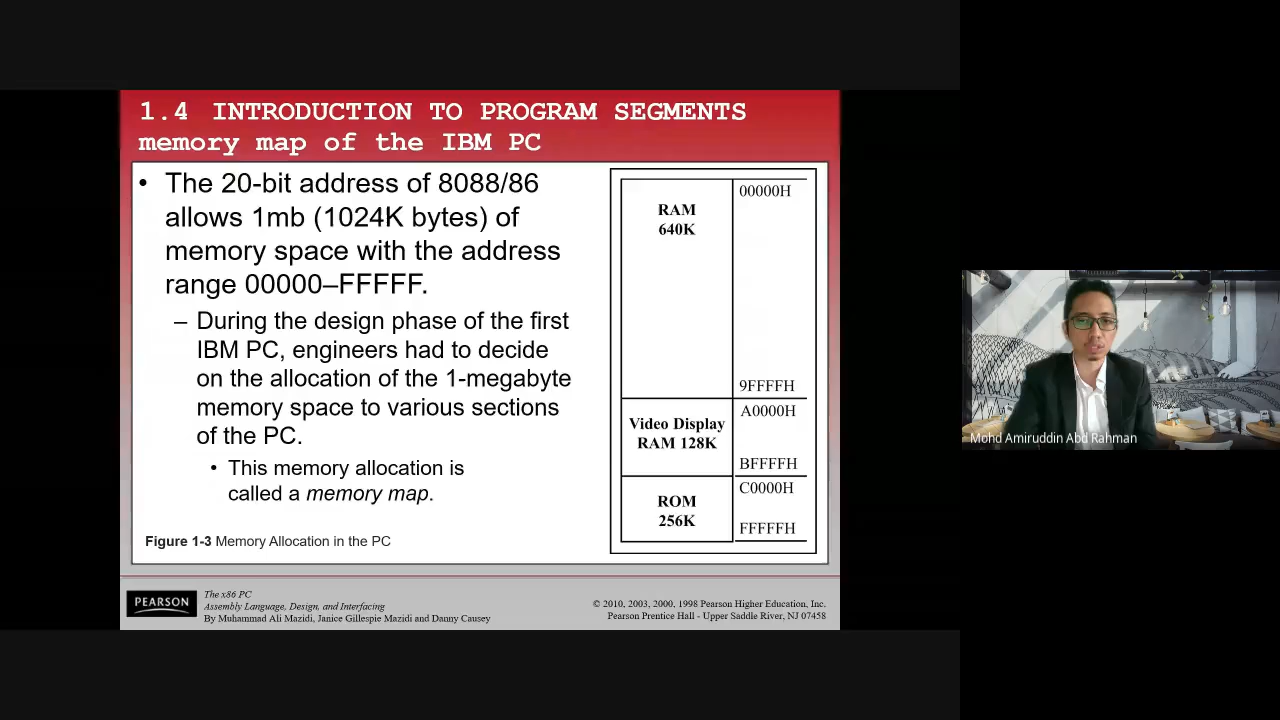 1.4 INTRODUCTION TO PROGRAM SEGMENTS
memory map of the IBM PC
• The 20-bit address of 8088/86
allows 1mb (1024K bytes) of
memory space with the address
range 00000–FFFFF.
– During the design phase of the first
IBM PC, engineers had to decide
on the allocation of the 1-megabyte
memory space to various sections
of the PC.
• This memory allocation is
called a memory map.
Figure 1-3 Memory Allocation in the PC
RAM
640K
00000H
9FFFFH
Video Display
RAM 128K
A0000H
BFFFFH
ROM
256K
C0000H
FFFFFH
PEARSON
The x86 PC
Assembly Language, Design, and Interfacing
By Muhammad Ali Mazidi, Janice Gillespie Mazidi and Danny Causey
© 2010, 2003, 2000, 1998 Pearson Higher Education, Inc.
Pearson Prentice Hall - Upper Saddle River, NJ 07458
Mohd Amiruddin Abd Rahman